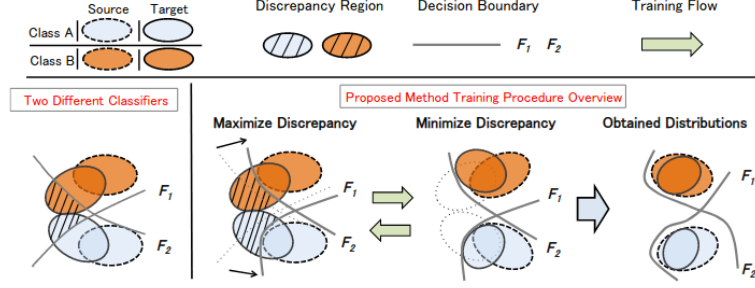 Source Target
Class A
Class B
Discrepancy Region
Decision Boundary
F1 F2
Training Flow
Two Different Classifiers
Proposed Method Training Procedure Overview
Maximize Discrepancy
Minimize Discrepancy
Obtained Distributions
F1
F2
F1
F2
F1
F2
F1
F2